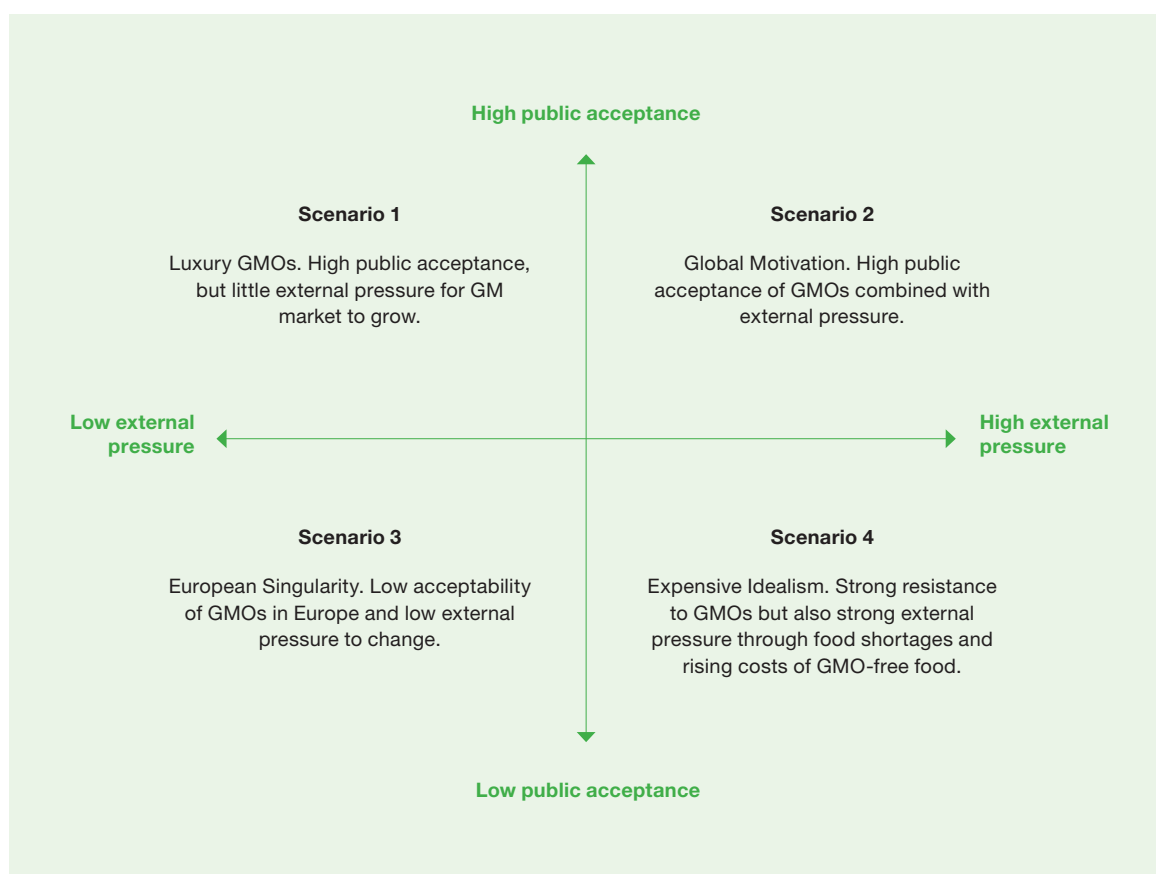 High public acceptance
Scenario 1
Luxury GMOs. High public acceptance,
but little external pressure for GM
market to grow.
Scenario 2
Global Motivation. High public
acceptance of GMOs combined with
external pressure.
Low external
pressure
High external
pressure
Scenario 3
European Singularity. Low acceptability
of GMOs in Europe and low external
pressure to change.
Scenario 4
Expensive Idealism. Strong resistance
to GMOs but also strong external
pressure through food shortages and
rising costs of GMO-free food.
Low public acceptance